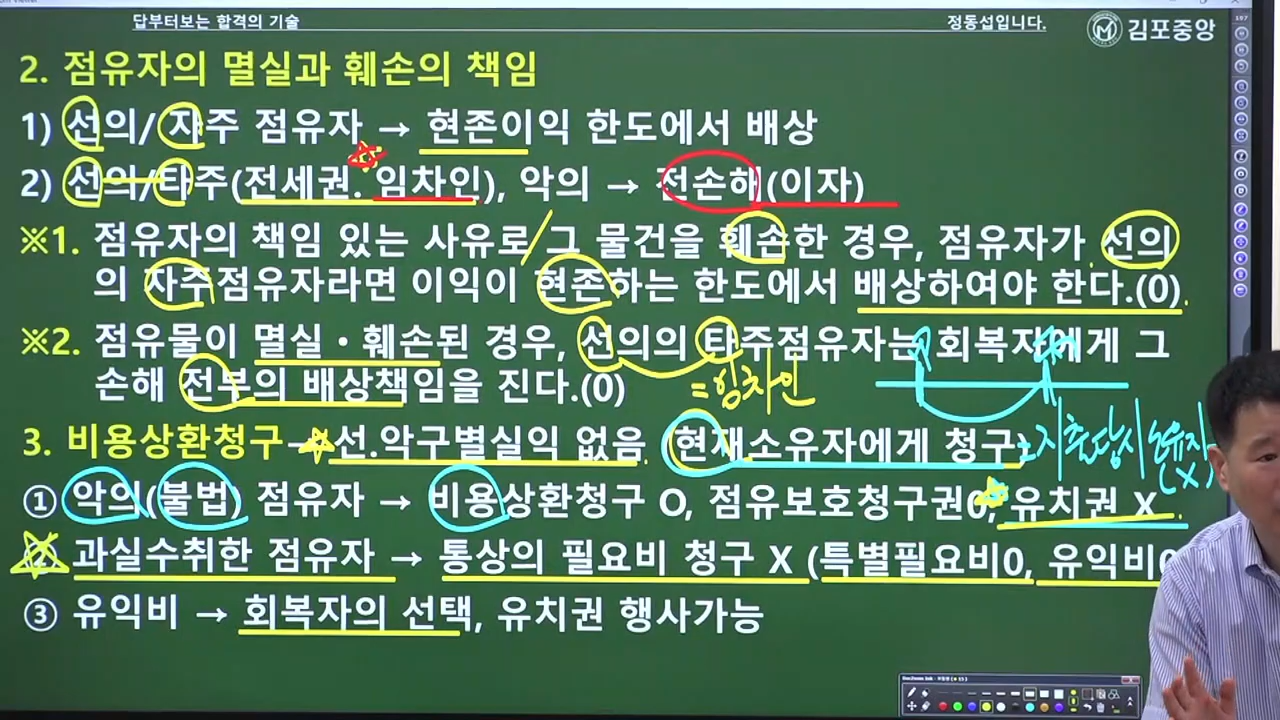 답부터보는 합격의 기술
정동섭입니다.
김포중앙
2. 점유자의 멸실과 훼손의 책임
1) 선의/자주 점유자 → 현존이익 한도에서 배상
2) 선의/타주(전세권. 임차인), 악의 → 전손해(이자)
※1. 점유자의 책임 있는 사유로 그 물건을 훼손한 경우, 점유자가 선의
의 자주점유자라면 이익이 현존하는 한도에서 배상하여야 한다.(0)
※2. 점유물이 멸실·훼손된 경우, 선의의 타주점유자는 회복자에게 그
손해 전부의 배상책임을 진다.(0)
=임차인
3. 비용상환청구→ 선.악구별실익 없음 (현재소유자에게 청구)
=지출당시
(X)
① 악의(불법) 점유자 → 비용상환청구 O, 점유보호청구권0, 유치권 X
② 과실수취한 점유자 → 통상의 필요비 청구 X (특별필요비0, 유익비0
③ 유익비 → 회복자의 선택, 유치권 행사가능